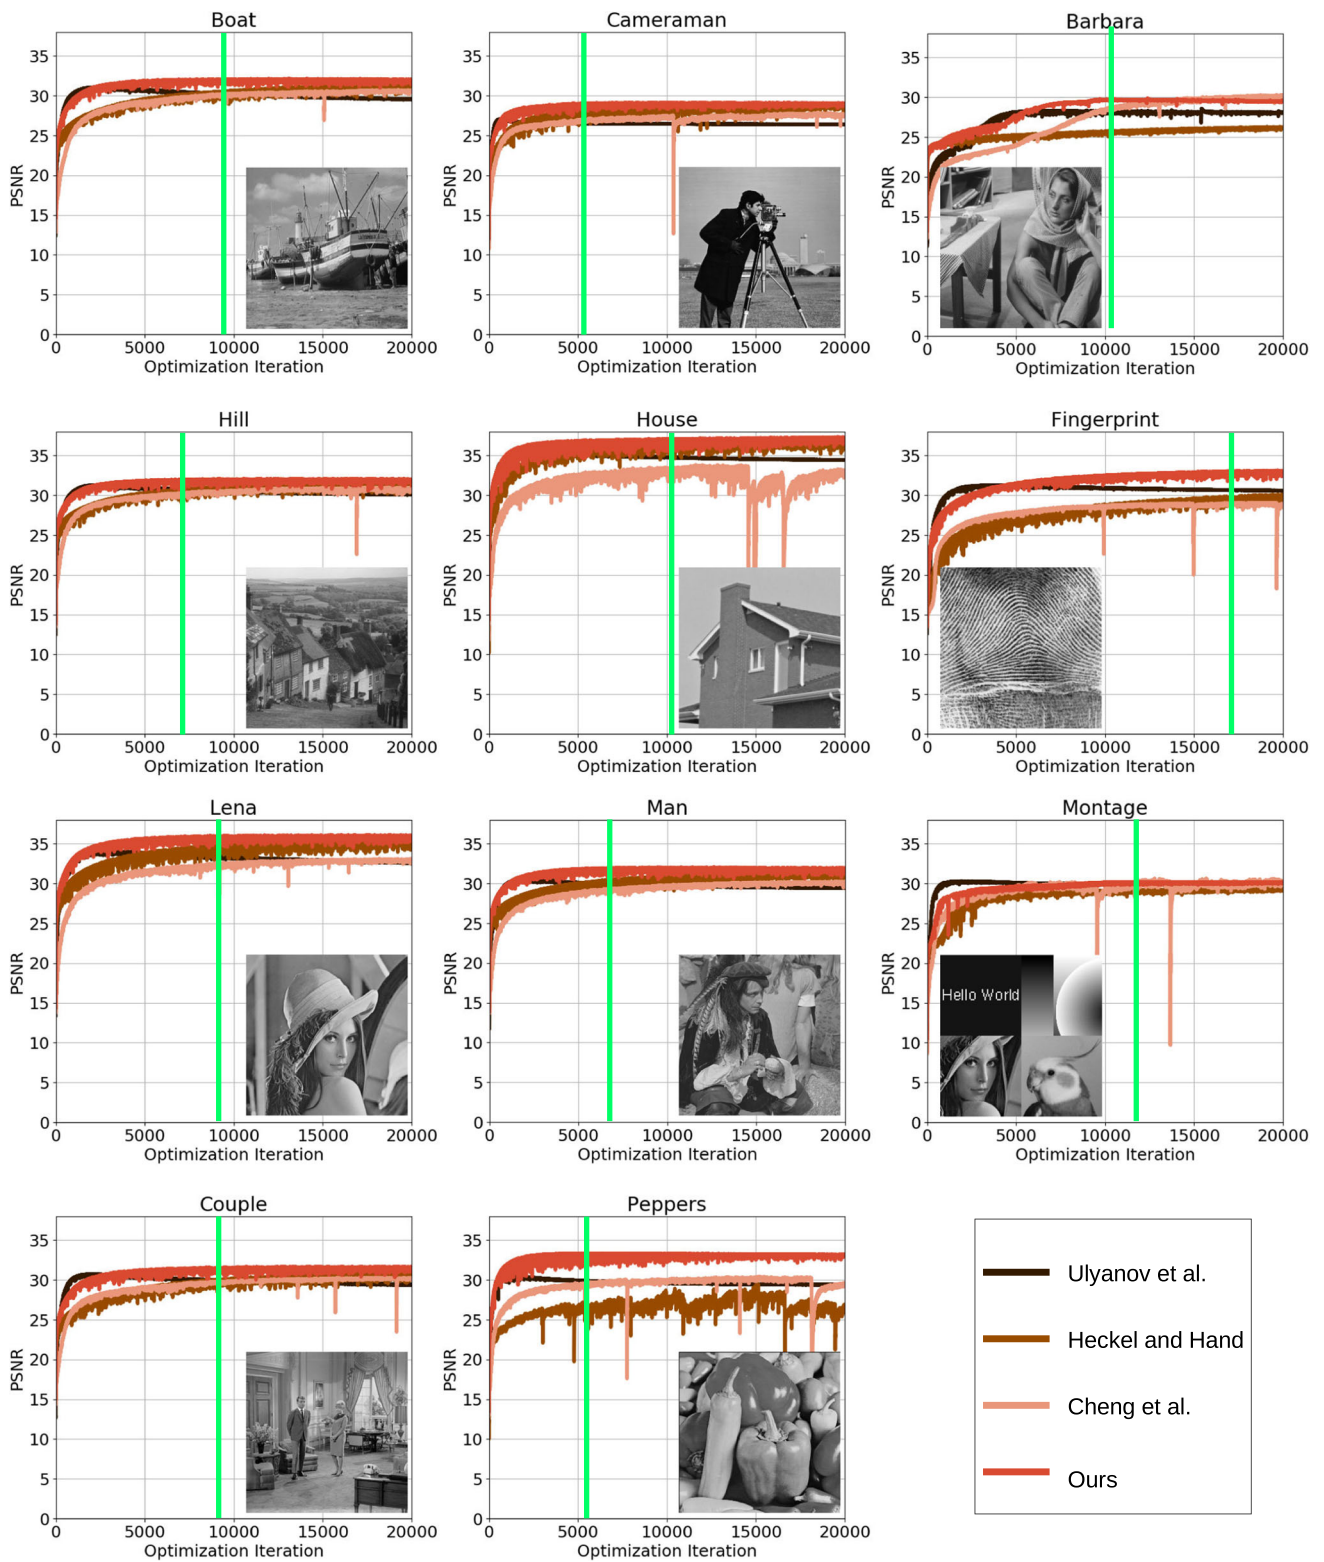 Boat
Cameraman
Barbara
PSNR
35
30
25
20
15
10
5
0
0 5000 10000 15000 20000
Optimization Iteration
PSNR
35
30
25
20
15
10
5
0
0 5000 10000 15000 20000
Optimization Iteration
PSNR
35
30
25
20
15
10
5
0
0 5000 10000 15000 20000
Optimization Iteration
Hill
House
Fingerprint
PSNR
35
30
25
20
15
10
5
0
0 5000 10000 15000 20000
Optimization Iteration
PSNR
35
30
25
20
15
10
5
0
0 5000 10000 15000 20000
Optimization Iteration
PSNR
35
30
25
20
15
10
5
0
0 5000 10000 15000 20000
Optimization Iteration
Lena
Man
Montage
PSNR
35
30
25
20
15
10
5
0
0 5000 10000 15000 20000
Optimization Iteration
PSNR
35
30
25
20
15
10
5
0
0 5000 10000 15000 20000
Optimization Iteration
PSNR
35
30
25
20
15
10
5
0
Hello World
0 5000 10000 15000 20000
Optimization Iteration
Couple
Peppers
PSNR
35
30
25
20
15
10
5
0
0 5000 10000 15000 20000
Optimization Iteration
PSNR
35
30
25
20
15
10
5
0
0 5000 10000 15000 20000
Optimization Iteration
Ulyanov et al.
Heckel and Hand
Cheng et al.
Ours